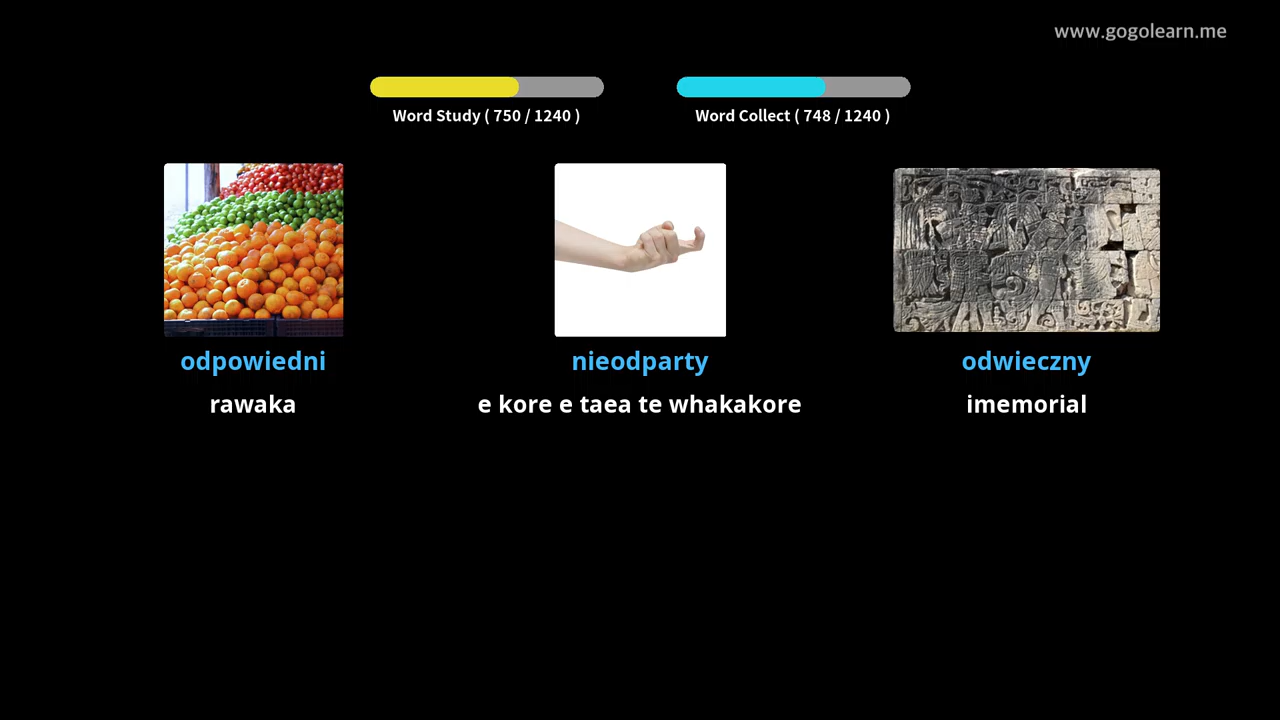 www.gogolearn.me
Word Study ( 750 / 1240 )
Word Collect ( 748 / 1240 )
odpowiedni
nieodparty
odwieczny
rawaka
e kore e taea te whakakore
imemorial